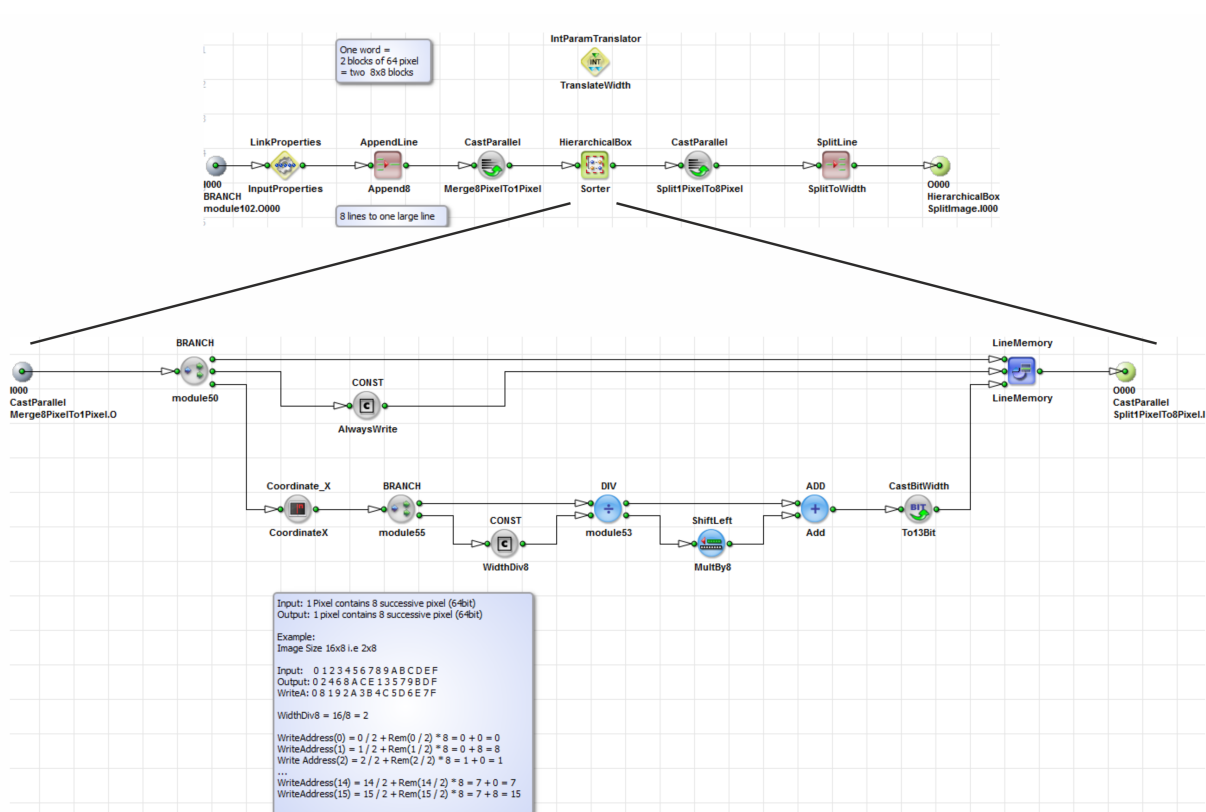 One word =
2 blocks of 64 pixel
= two 8x8 blocks
IntParamTranslator
INT
TranslateWidth
LinkProperties
AppendLine
CastParallel
HierarchicalBox
CastParallel
SplitLine
I000
BRANCH
module102.O000
InputProperties
Append8
Merge8PixelTo1Pixel
Sorter
Split1PixelTo8Pixel
SplitToWidth
O000
HierarchicalBox
SplitImage.I000
8 lines to one large line
BRANCH
LineMemory
I000
CastParallel
Merge8PixelTo1Pixel.O
module50
CONST
C
AlwaysWrite
LineMemory
O000
CastParallel
Split1PixelTo8Pixel.I
Coordinate_X
BRANCH
DIV
ADD
CastBitWidth
BIT
CoordinateX
module55
CONST
C
WidthDiv8
module53
ShiftLeft
MultBy8
Add
To13Bit
Input: 1 Pixel contains 8 successive pixel (64bit)
Output: 1 pixel contains 8 successive pixel (64bit)
Example:
Image Size 16x8 i.e 2x8
Input: 0 1 2 3 4 5 6 7 8 9 A B C D E F
Output: 0 2 4 6 8 A C E 1 3 5 7 9 B D F
WriteA: 0 8 1 9 2 A 3 B 4 C 5 D 6 E 7 F
WidthDiv8 = 16/8 = 2
WriteAddress(0) = 0 / 2 + Rem(0 / 2) * 8 = 0 + 0 = 0
WriteAddress(1) = 1 / 2 + Rem(1 / 2) * 8 = 0 + 8 = 8
Write Address(2) = 2 / 2 + Rem(2 / 2) * 8 = 1 + 0 = 1
...
WriteAddress(14) = 14 / 2 + Rem(14 / 2) * 8 = 7 + 0 = 7
WriteAddress(15) = 15 / 2 + Rem(15 / 2) * 8 = 7 + 8 = 15